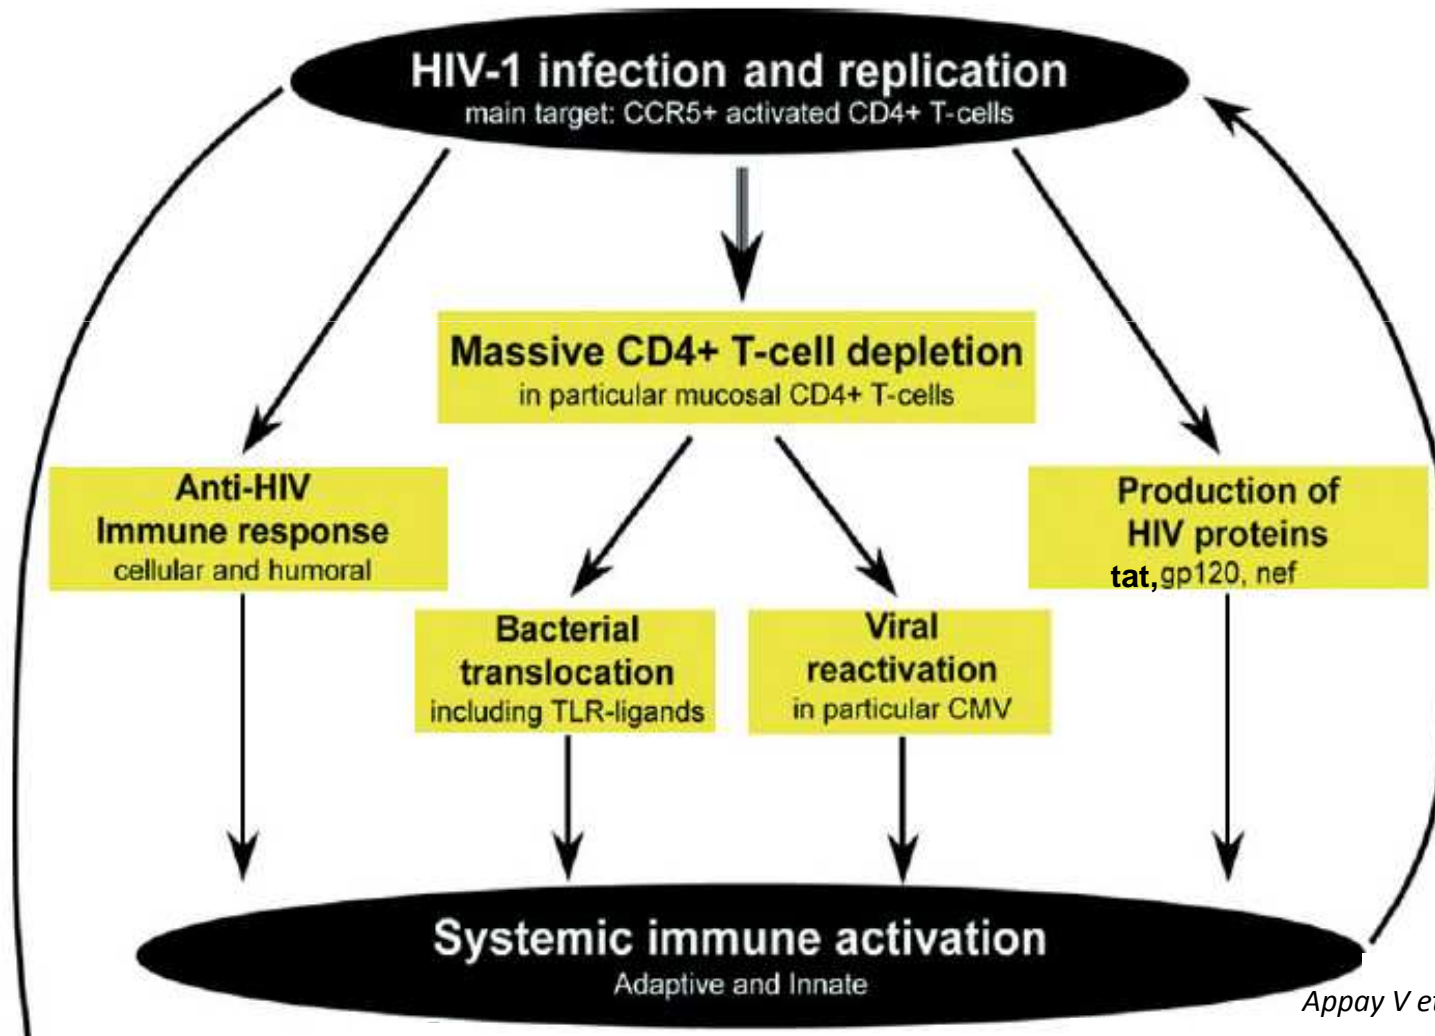 HIV-1 infection and replication
main target: CCR5+ activated CD4+ T-cells
Massive CD4+ T-cell depletion
in particular mucosal CD4+ T-cells
Anti-HIV
Immune response
cellular and humoral
Production of
HIV proteins
tat, gp120, nef
Bacterial
translocation
including TLR-ligands
Viral
reactivation
in particular CMV
Systemic immune activation
Adaptive and Innate
Appay V et